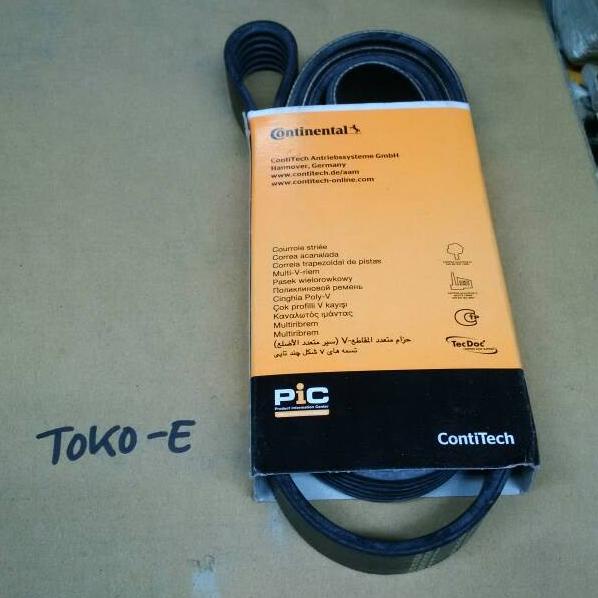 Continental
ContiTech Antriebssysteme GmbH
Hannover, Germany
www.contitech.de/aam
www.contitech-online.com
Courroie striée
Correa acanalada
Correia trapezoidal de pistas
Multi-V-riem
Pasek wielorowkowy
Поликлиновой ремень
Cinghia Poly-V
Çok profilli V kayışı
Καναλωτός ιμάντας
Multiribrem
Multiribrem
حزام متعدد المقاطع-V (سير متعدد الأضلع)
تسمه های V شکل چند تایی
TecDoc
PiC
Product Information Center
ContiTech
TOKO-E